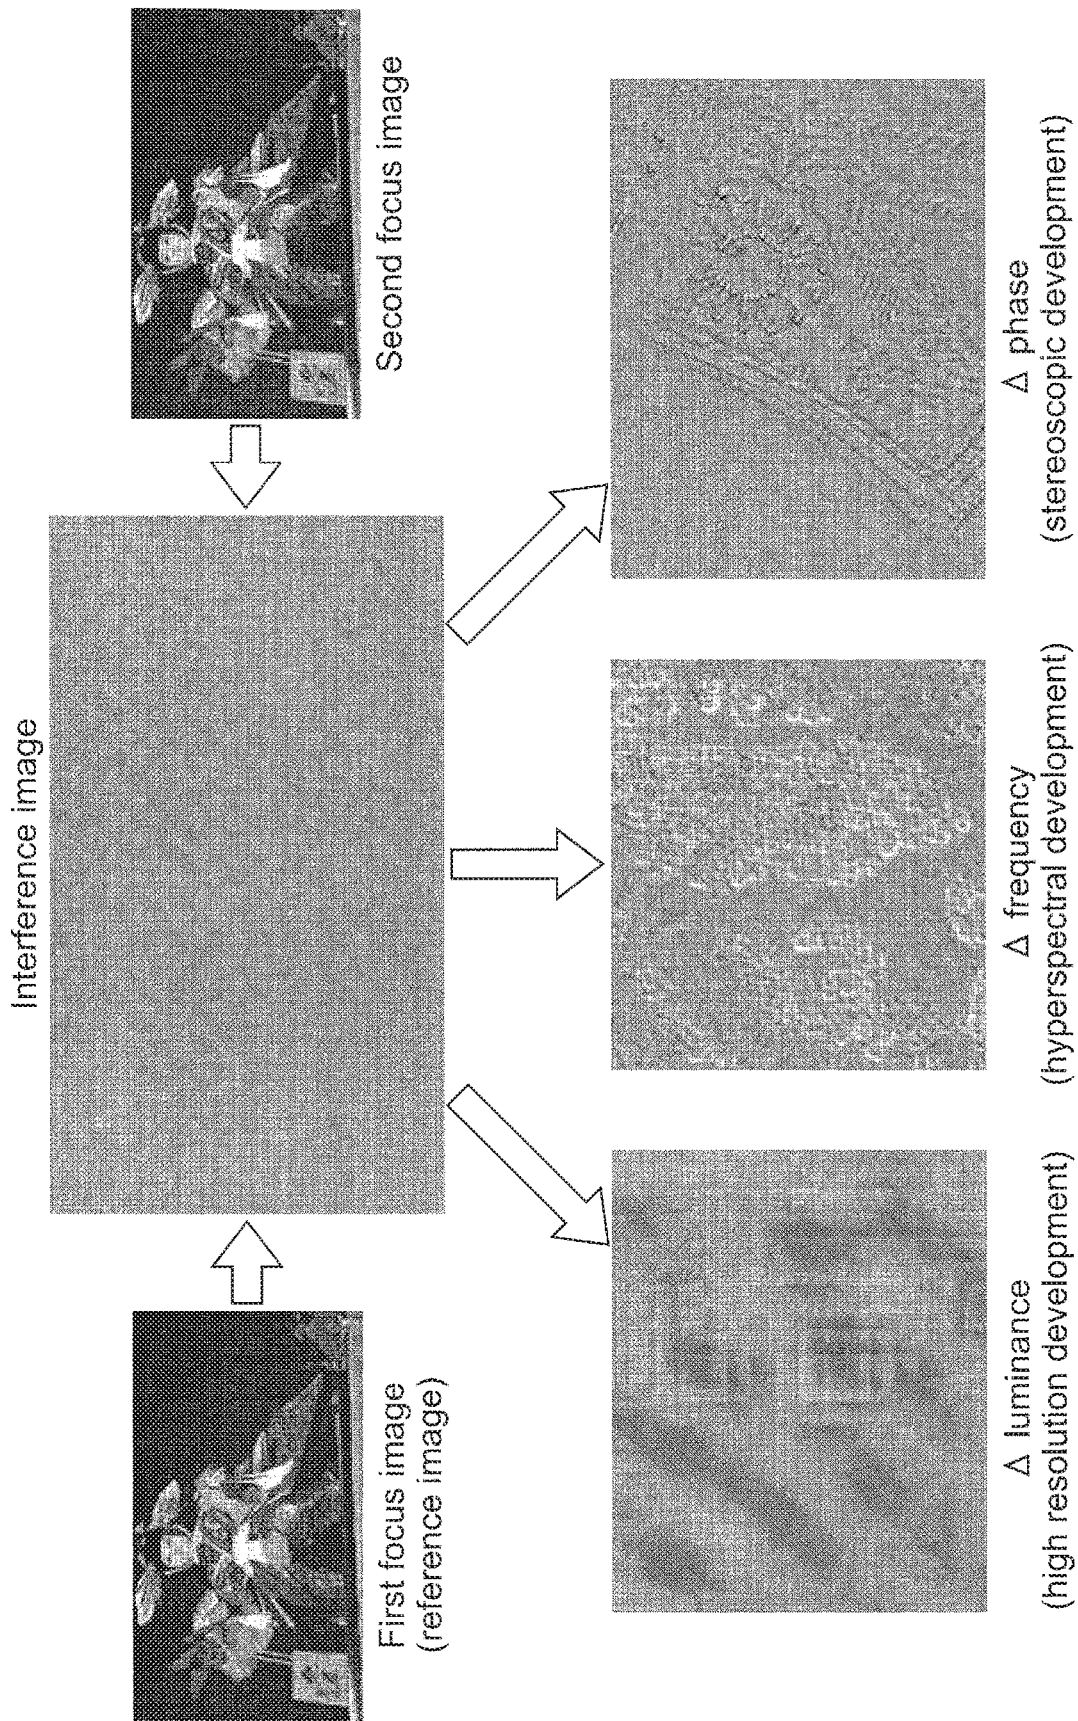 Interference image
First focus image
(reference image)
Second focus image
Δ luminance
(high resolution development)
Δ frequency
(hyperspectral development)
Δ phase
(stereoscopic development)